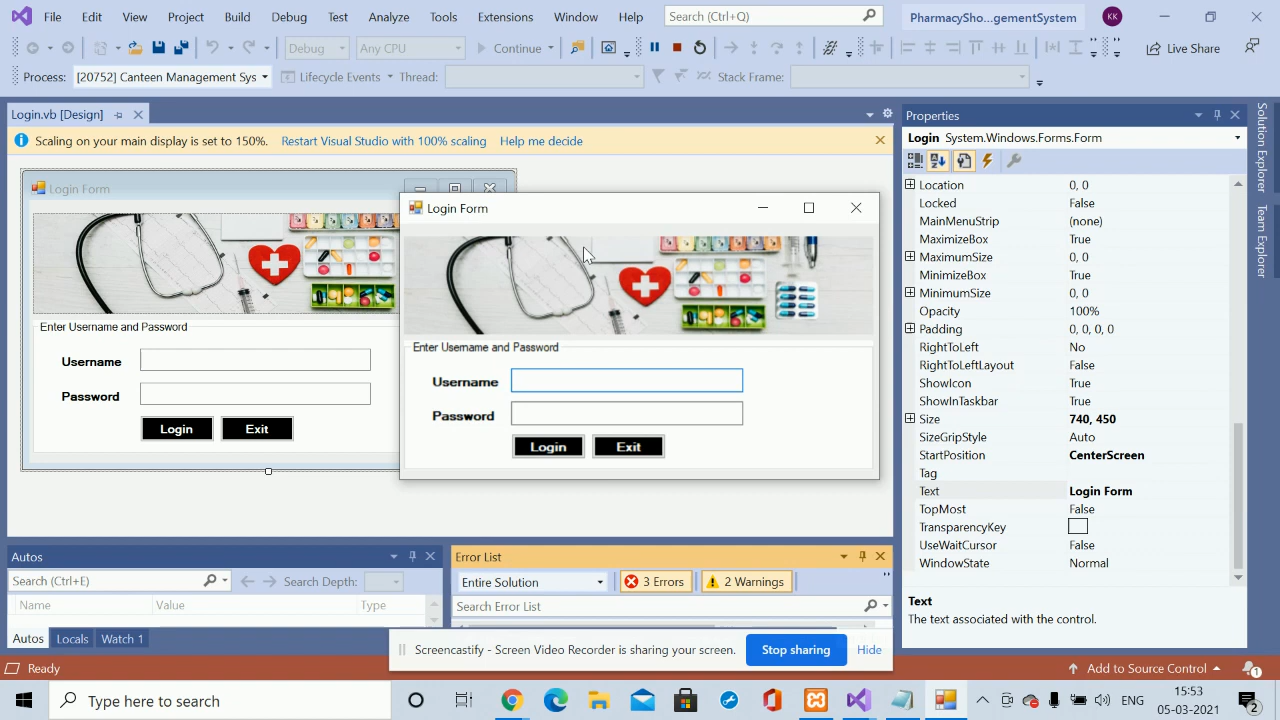 File Edit View Project Build Debug Test Analyze Tools Extensions Window Help Search (Ctrl+Q) PharmacySho...gementSystem KK
Debug Any CPU Continue Live Share
Process: [20752] Canteen Management Sys Lifecycle Events Thread: Stack Frame:
Login.vb [Design]
Scaling on your main display is set to 150%. Restart Visual Studio with 100% scaling Help me decide
Login Form
Enter Username and Password
Username
Password
Login Exit
Login Form
Enter Username and Password
Username
Password
Login Exit
Properties
Login System.Windows.Forms.Form
Location 0, 0
Locked False
MainMenuStrip (none)
MaximizeBox True
MaximumSize 0, 0
MinimizeBox True
MinimumSize 0, 0
Opacity 100%
Padding 0, 0, 0, 0
RightToLeft No
RightToLeftLayout False
ShowIcon True
ShowInTaskbar True
Size 740, 450
SizeGripStyle Auto
StartPosition CenterScreen
Tag
Text Login Form
TopMost False
TransparencyKey
UseWaitCursor False
WindowState Normal
Text
The text associated with the control.
Solution Explorer
Team Explorer
Autos
Search (Ctrl+E) Search Depth:
Name Value Type
Autos Locals Watch 1
Error List
Entire Solution 3 Errors 2 Warnings
Search Error List
Screencastify - Screen Video Recorder is sharing your screen. Stop sharing Hide
Ready Add to Source Control 1
Type here to search ENG 15:53
05-03-2021 2